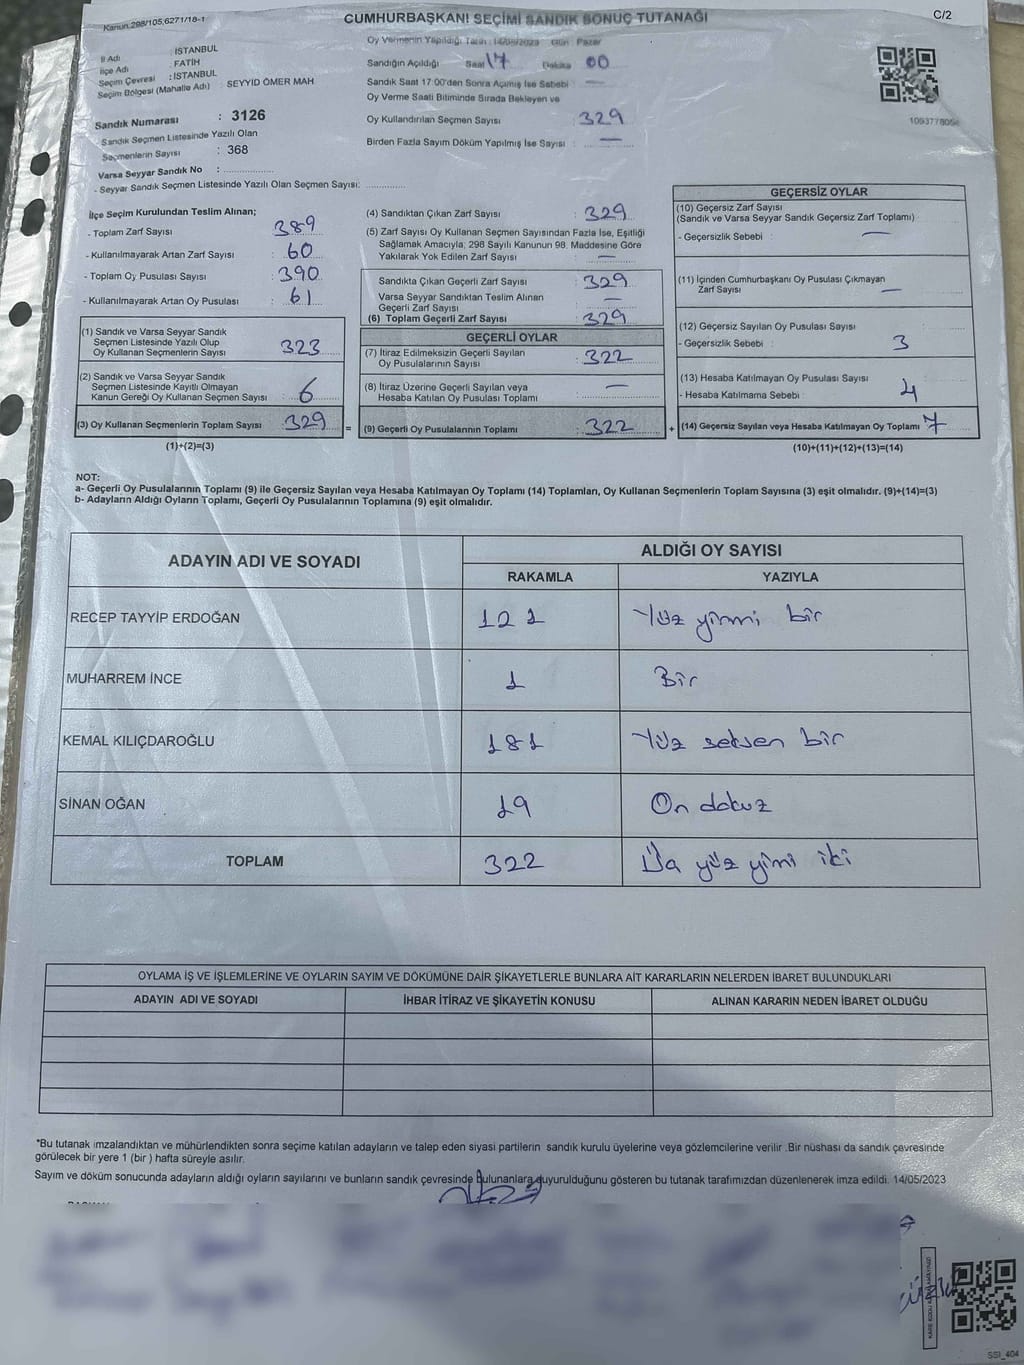 Kanun:298/105,6271/18-1
CUMHURBAŞKANI SEÇİMİ SANDIK SONUÇ TUTANAĞI
C/2
İl Adı : İSTANBUL
İlçe Adı : FATİH
Seçim Çevresi : İSTANBUL
Seçim Bölgesi (Mahalle Adı) : SEYYİD ÖMER MAH
Sandık Numarası : 3126
Sandık Seçmen Listesinde Yazılı Olan
Seçmenlerin Sayısı : 368
Varsa Seyyar Sandık No :
- Seyyar Sandık Seçmen Listesinde Yazılı Olan Seçmen Sayısı:
Oy Vermenin Yapıldığı Tarih : 14/05/2023 Gün : Pazar
Sandığın Açıldığı Saat 17 Dakika 00
Sandık Saat 17:00'den Sonra Açılmış İse Sebebi : —
Oy Verme Saati Bitiminde Sırada Bekleyen ve
Oy Kullandırılan Seçmen Sayısı : 329
Birden Fazla Sayım Döküm Yapılmış İse Sayısı : —
İlçe Seçim Kurulundan Teslim Alınan;
- Toplam Zarf Sayısı : 389
- Kullanılmayarak Artan Zarf Sayısı : 60
- Toplam Oy Pusulası Sayısı : 390
- Kullanılmayarak Artan Oy Pusulası : 61
(1) Sandık ve Varsa Seyyar Sandık
Seçmen Listesinde Yazılı Olup
Oy Kullanan Seçmenlerin Sayısı : 323
(2) Sandık ve Varsa Seyyar Sandık
Seçmen Listesinde Kayıtlı Olmayan
Kanun Gereği Oy Kullanan Seçmen Sayısı : 6
(3) Oy Kullanan Seçmenlerin Toplam Sayısı : 329
(1)+(2)=(3)
(4) Sandıktan Çıkan Zarf Sayısı : 329
(5) Zarf Sayısı Oy Kullanan Seçmen Sayısından Fazla İse, Eşitliği
Sağlamak Amacıyla; 298 Sayılı Kanunun 98. Maddesine Göre
Yakılarak Yok Edilen Zarf Sayısı : —
Sandıkta Çıkan Geçerli Zarf Sayısı : 329
Varsa Seyyar Sandıktan Teslim Alınan
Geçerli Zarf Sayısı : —
(6) Toplam Geçerli Zarf Sayısı : 329
GEÇERLİ OYLAR
(7) İtiraz Edilmeksizin Geçerli Sayılan
Oy Pusulalarının Sayısı : 322
(8) İtiraz Üzerine Geçerli Sayılan veya
Hesaba Katılan Oy Pusulası Toplamı : —
= (9) Geçerli Oy Pusulalarının Toplamı : 322
GEÇERSİZ OYLAR
(10) Geçersiz Zarf Sayısı
(Sandık ve Varsa Seyyar Sandık Geçersiz Zarf Toplamı)
- Geçersizlik Sebebi : —
(11) İçinden Cumhurbaşkanı Oy Pusulası Çıkmayan
Zarf Sayısı : —
(12) Geçersiz Sayılan Oy Pusulası Sayısı
- Geçersizlik Sebebi : 3
(13) Hesaba Katılmayan Oy Pusulası Sayısı
- Hesaba Katılmama Sebebi : 4
+ (14) Geçersiz Sayılan veya Hesaba Katılmayan Oy Toplamı : 7
(10)+(11)+(12)+(13)=(14)
NOT:
a- Geçerli Oy Pusulalarının Toplamı (9) ile Geçersiz Sayılan veya Hesaba Katılmayan Oy Toplamı (14) Toplamları, Oy Kullanan Seçmenlerin Toplam Sayısına (3) eşit olmalıdır. (9)+(14)=(3)
b- Adayların Aldığı Oyların Toplamı, Geçerli Oy Pusulalarının Toplamına (9) eşit olmalıdır.
ADAYIN ADI VE SOYADI
ALDIĞI OY SAYISI
RAKAMLA YAZIYLA
RECEP TAYYİP ERDOĞAN 121 Yüz yirmi bir
MUHARREM İNCE 1 Bir
KEMAL KILIÇDAROĞLU 181 Yüz seksen bir
SİNAN OĞAN 19 On dokuz
TOPLAM 322 yüz yirmi iki
OYLAMA İŞ VE İŞLEMLERİNE VE OYLARIN SAYIM VE DÖKÜMÜNE DAİR ŞİKAYETLERLE BUNLARA AİT KARARLARIN NELERDEN İBARET BULUNDUKLARI
ADAYIN ADI VE SOYADI İHBAR İTİRAZ VE ŞİKAYETİN KONUSU ALINAN KARARIN NEDEN İBARET OLDUĞU
*Bu tutanak imzalandıktan ve mühürlendikten sonra seçime katılan adayların ve talep eden siyasi partilerin sandık kurulu üyelerine veya gözlemcilerine verilir .Bir nüshası da sandık çevresinde
görülecek bir yere 1 (bir ) hafta süreyle asılır.
Sayım ve döküm sonucunda adayların aldığı oyların sayılarını ve bunların sandık çevresinde bulunanlara duyurulduğunu gösteren bu tutanak tarafımızdan düzenlenerek imza edildi. 14/05/2023
SSI_404